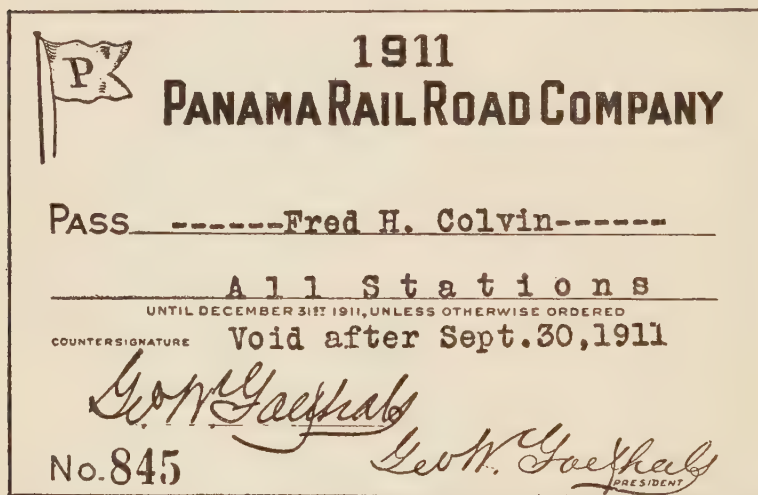 P
1911
PANAMA RAIL ROAD COMPANY
PASS ------Fred H. Colvin------
All Stations
UNTIL DECEMBER 31ST 1911, UNLESS OTHERWISE ORDERED
COUNTERSIGNATURE Void after Sept.30,1911
Geo W Goethals
No. 845 Geo W. Goethals
PRESIDENT